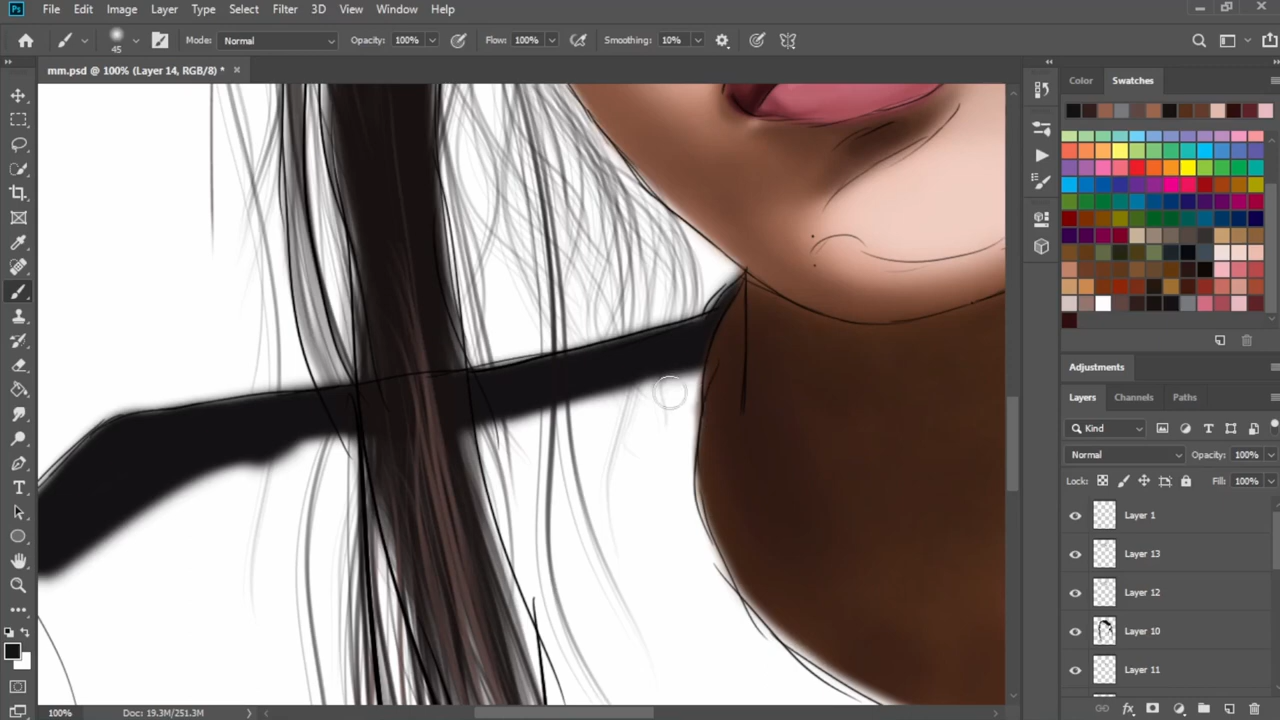 Ps File Edit Image Layer Type Select Filter 3D View Window Help
45 Mode: Normal Opacity: 100% Flow: 100% Smoothing: 10%
mm.psd @ 100% (Layer 14, RGB/8) * ×
Color Swatches
Adjustments
Layers Channels Paths
Kind
Normal Opacity: 100%
Lock: Fill: 100%
Layer 1
Layer 13
Layer 12
Layer 10
Layer 11
100% Doc: 19.3M/251.3M